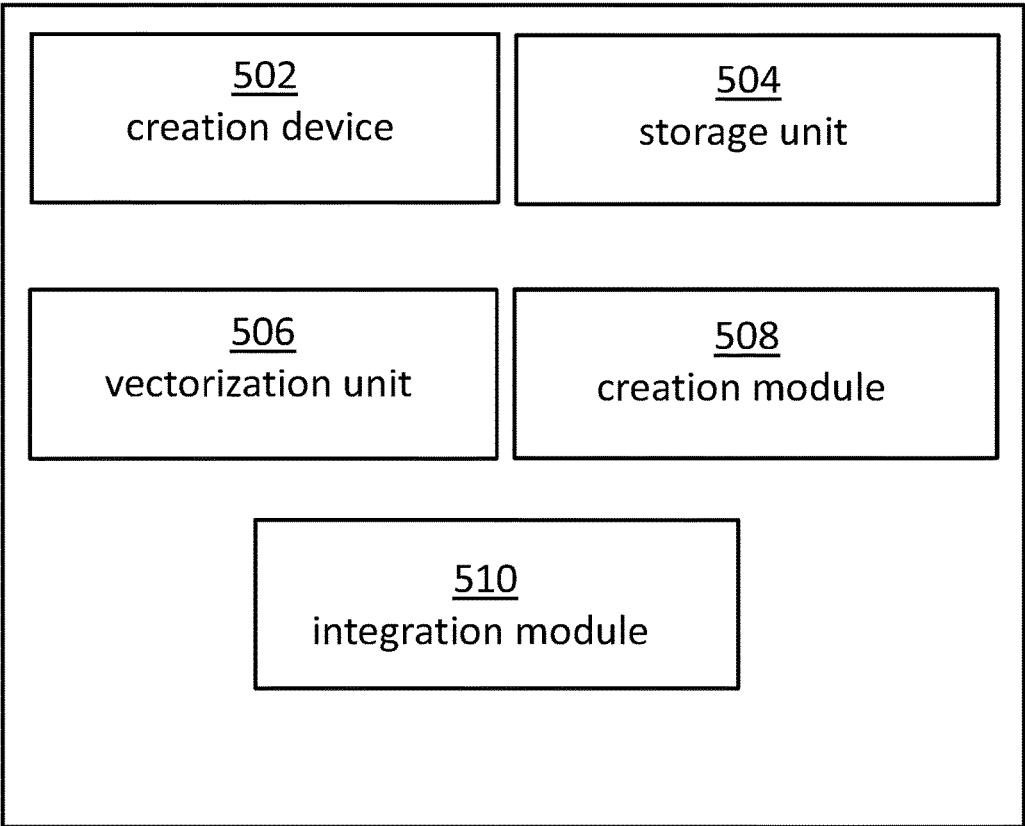 502
creation device
504
storage unit
506
vectorization unit
508
creation module
510
integration module